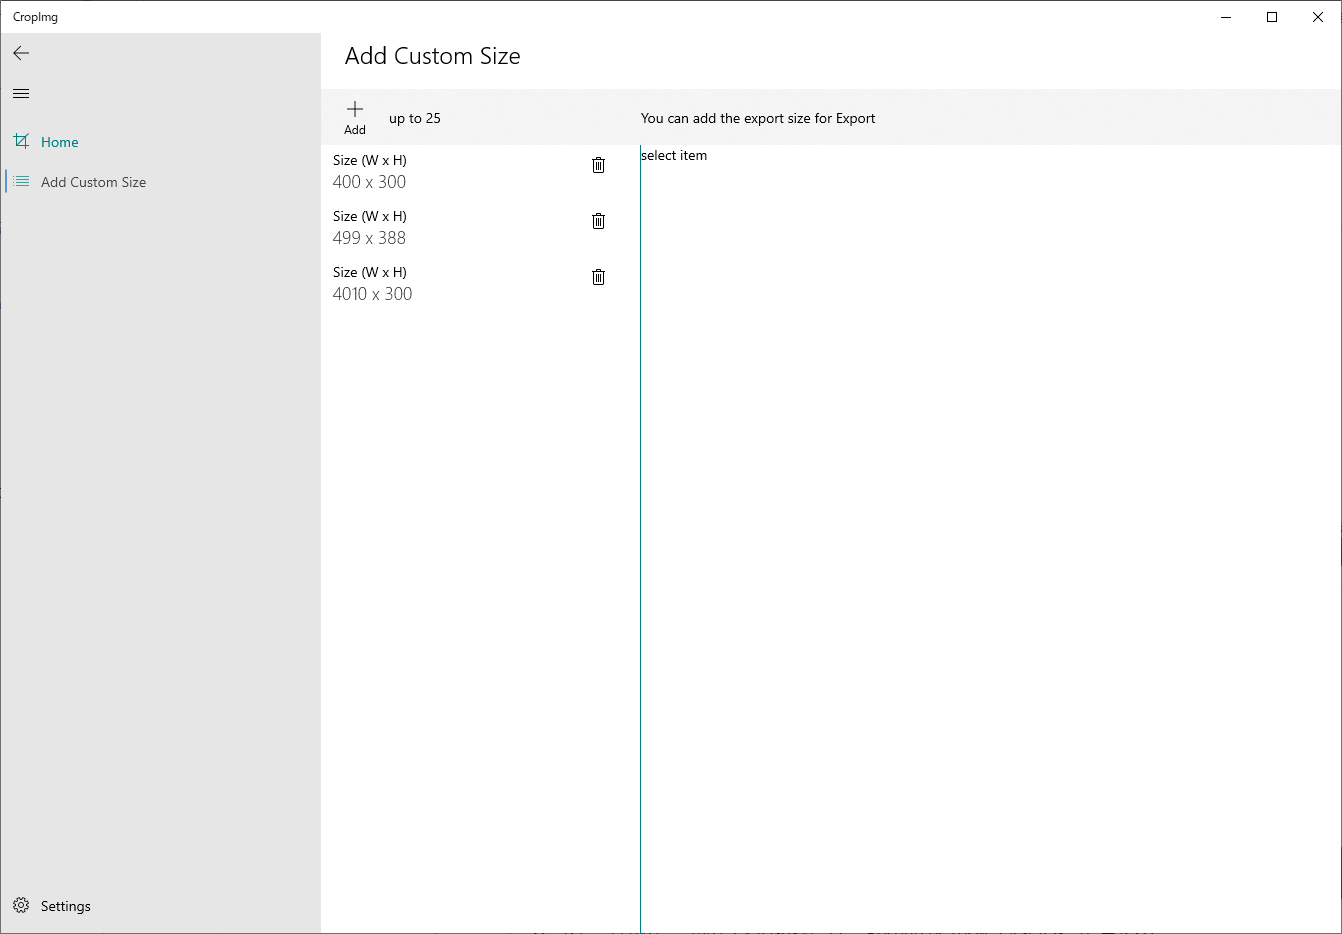 CropImg
Add Custom Size
Home
Add Custom Size
Settings
Add
up to 25
You can add the export size for Export
Size (W x H)
400 x 300
Size (W x H)
499 x 388
Size (W x H)
4010 x 300
select item